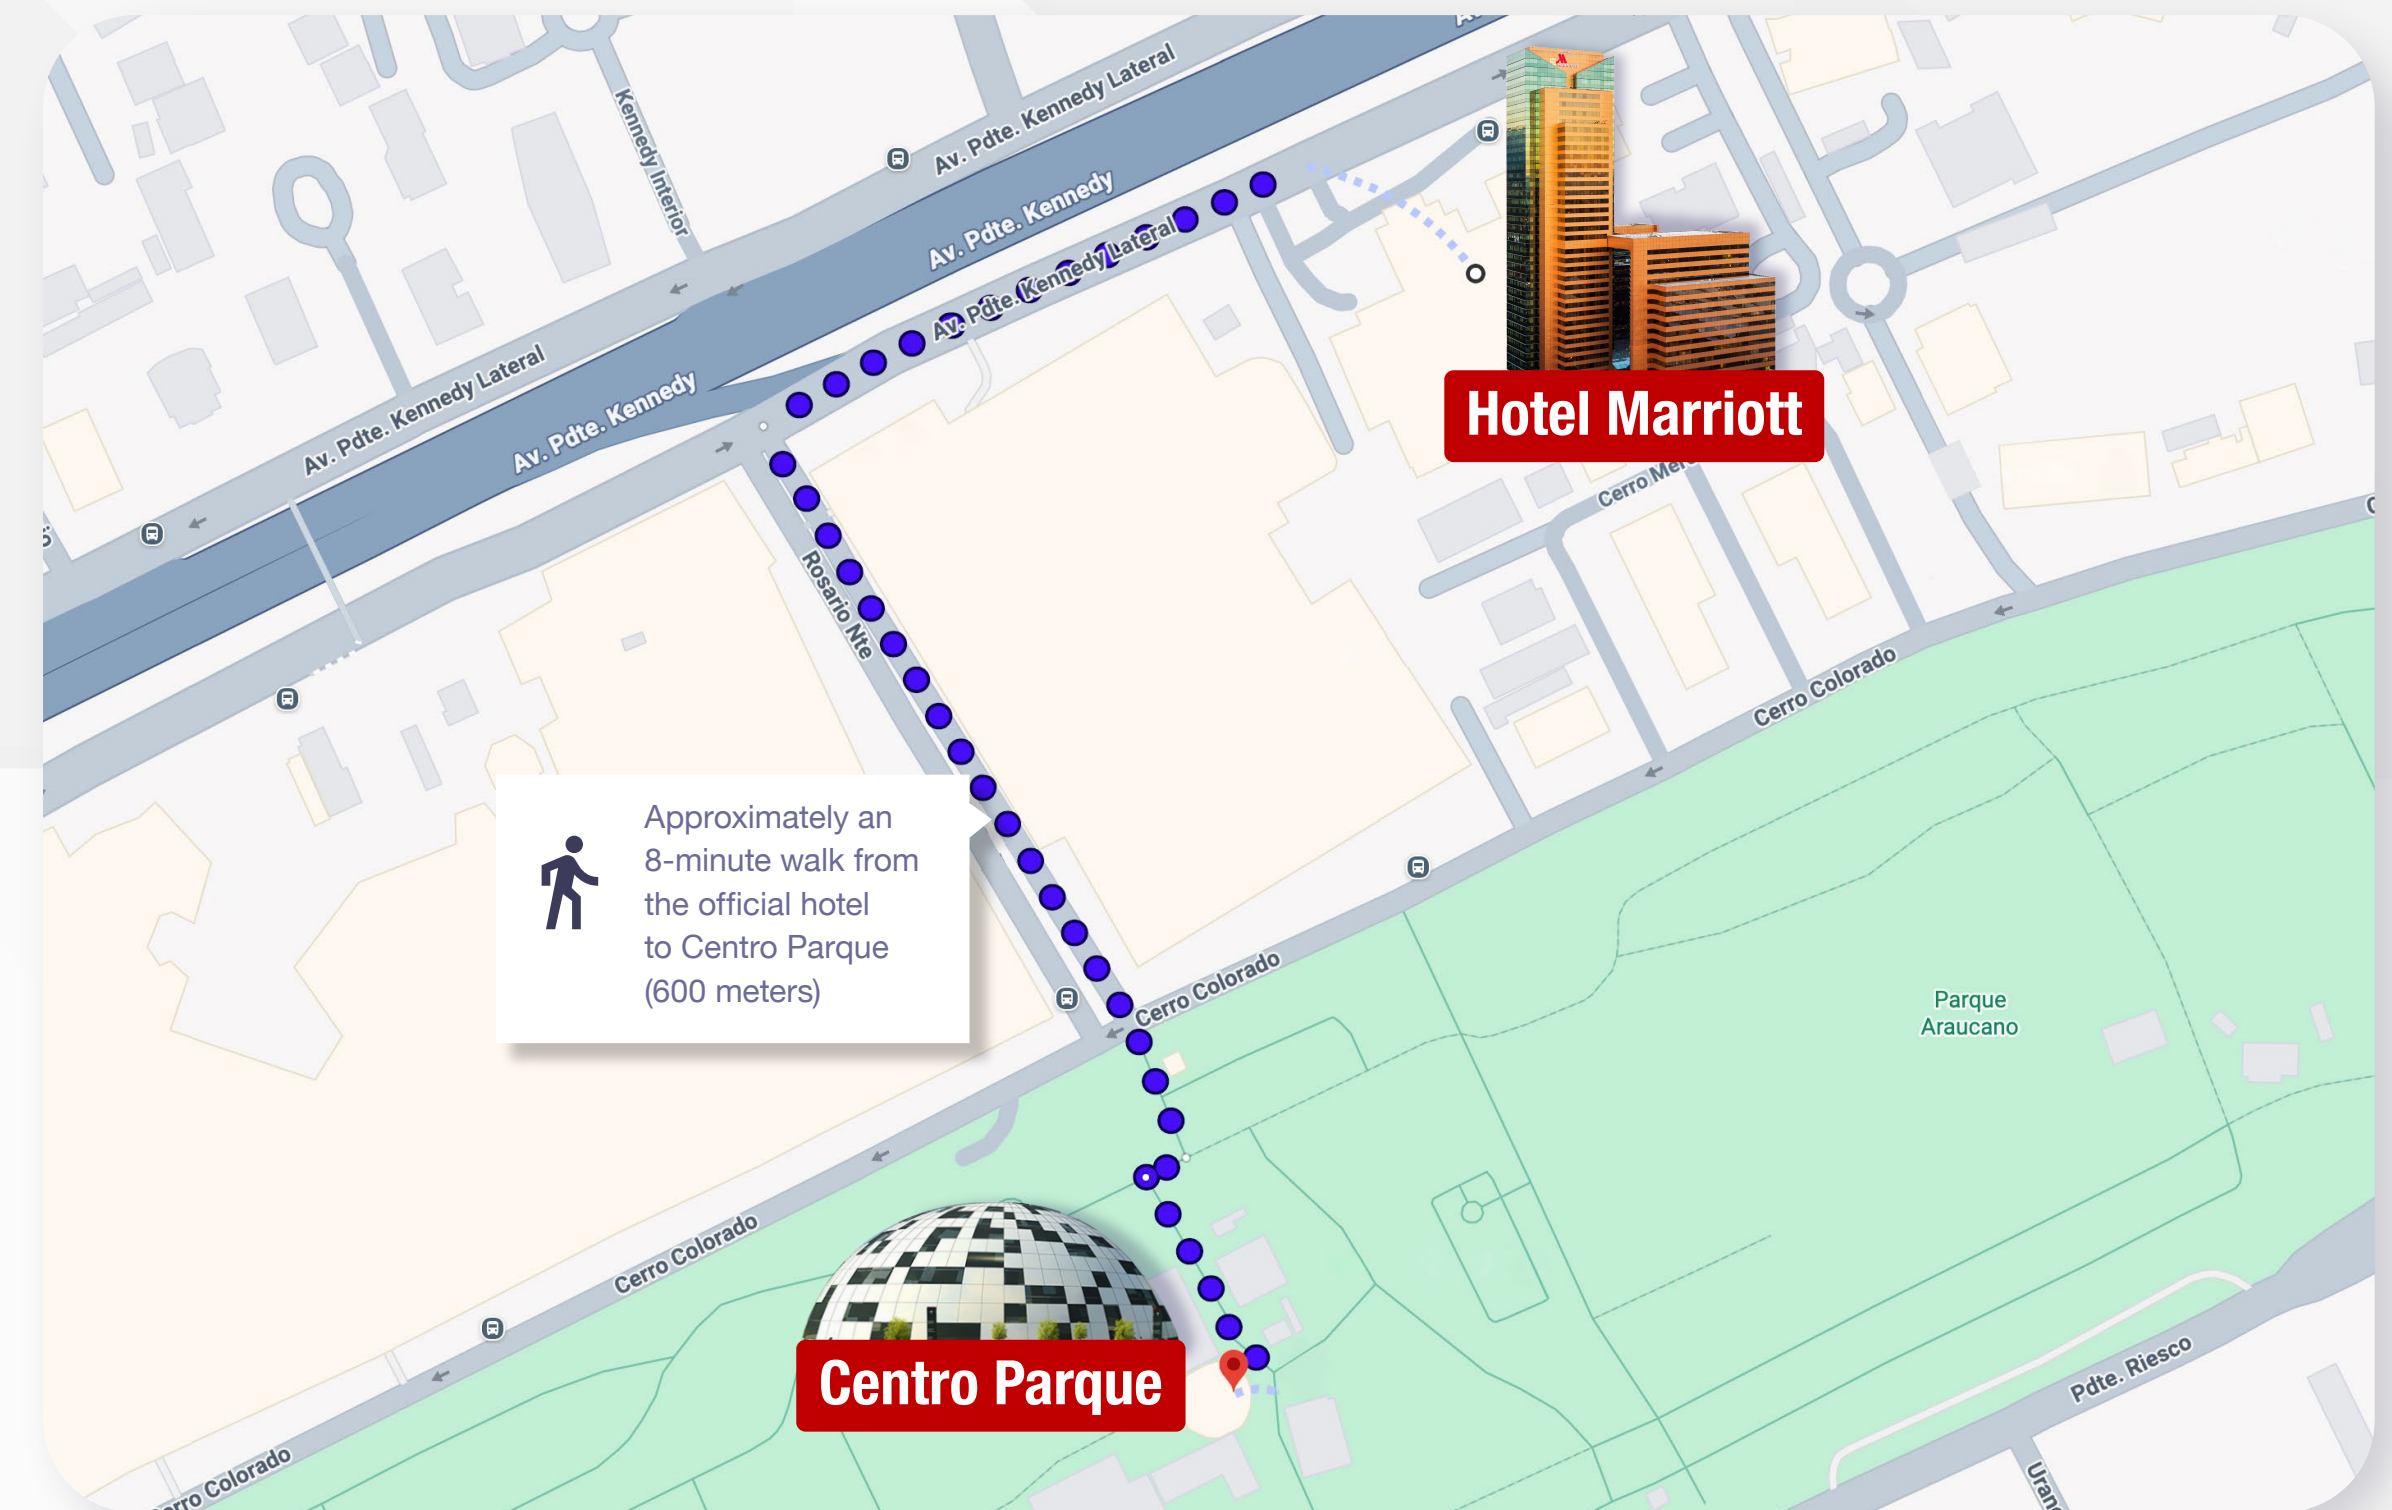 Av. Pdte. Kennedy Lateral
Kennedy Interior
Av. Pdte. Kennedy
Av. Pdte. Kennedy Lateral
Av. Pdte. Kennedy Lateral
Av. Pdte. Kennedy
Hotel Marriott
Rosario Nte
Cerro Colorado
Approximately an
8-minute walk from
the official hotel
to Centro Parque
(600 meters)
Cerro Colorado
Parque
Araucano
Cerro Colorado
Centro Parque
Pdte. Riesco
Colorado